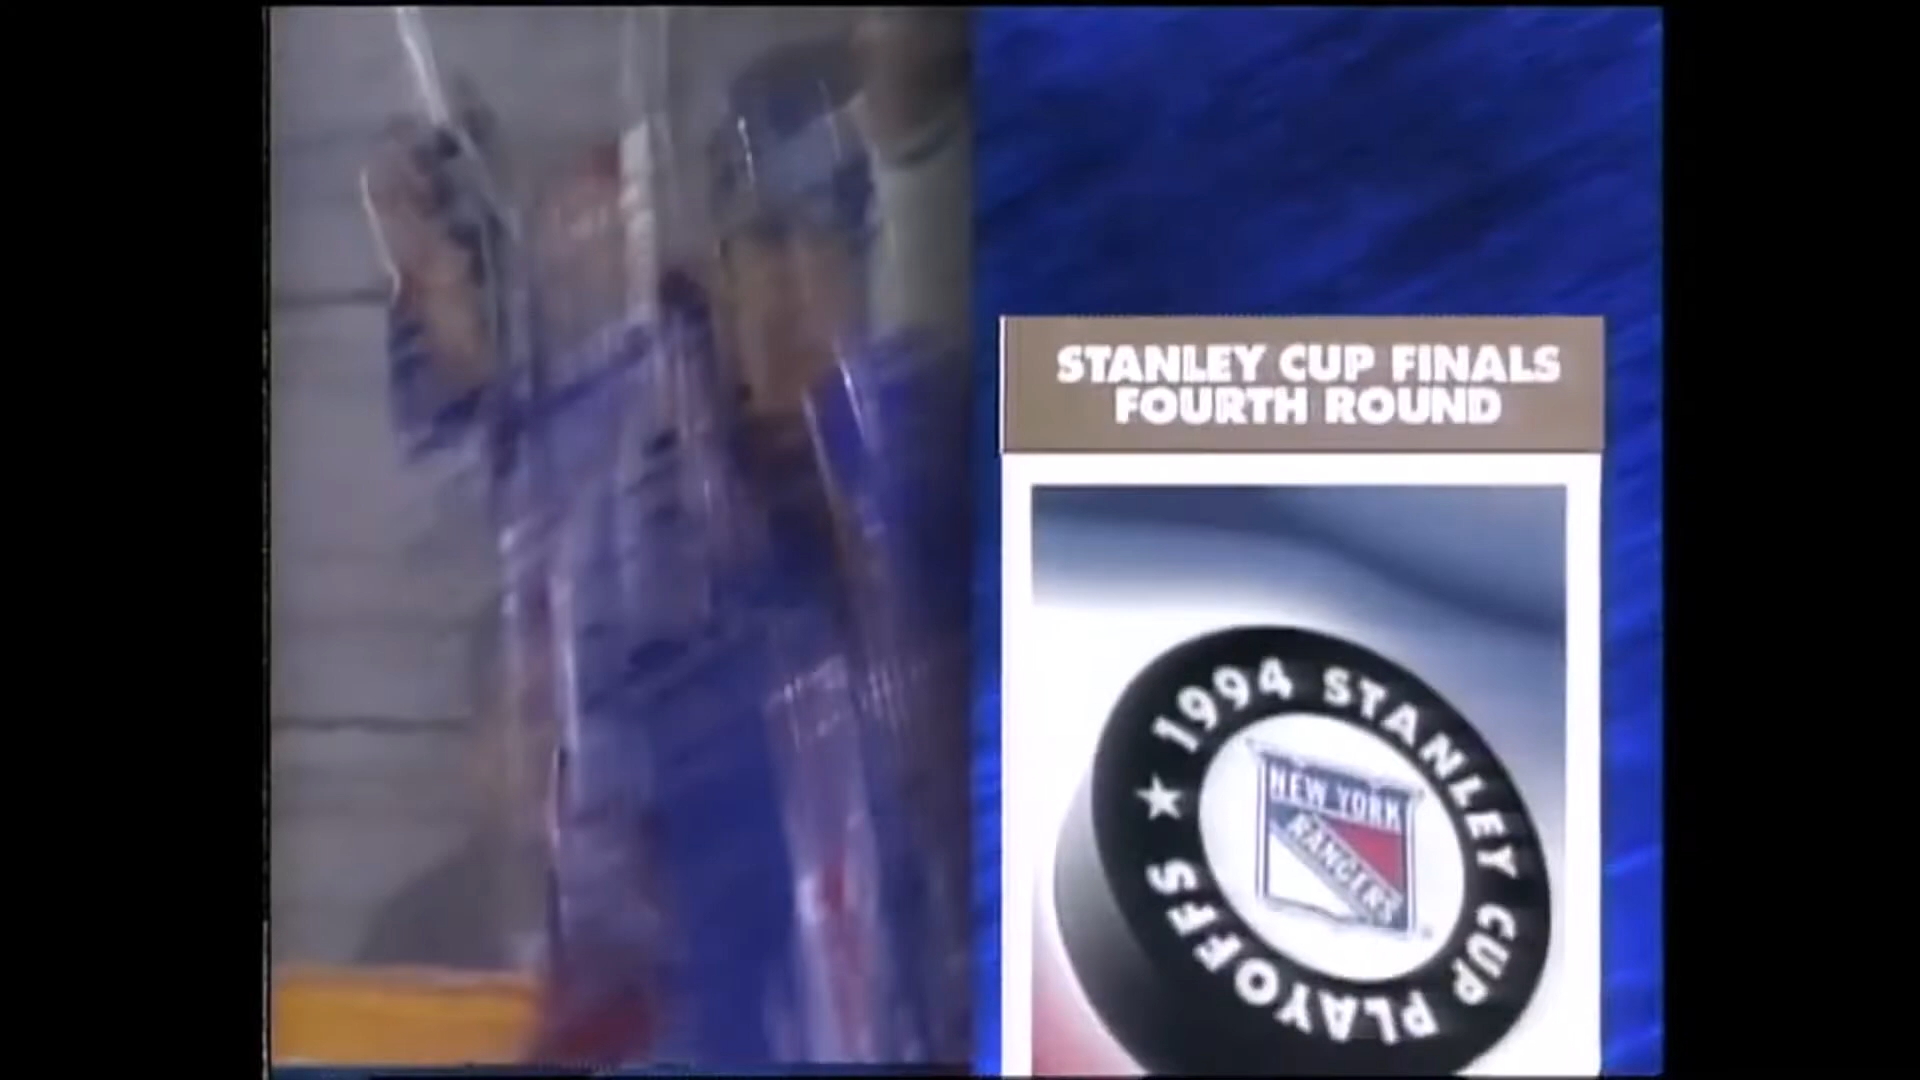 STANLEY CUP FINALS
FOURTH ROUND
★ 1994 STANLEY CUP PLAYOFFS
NEW YORK
RANGERS